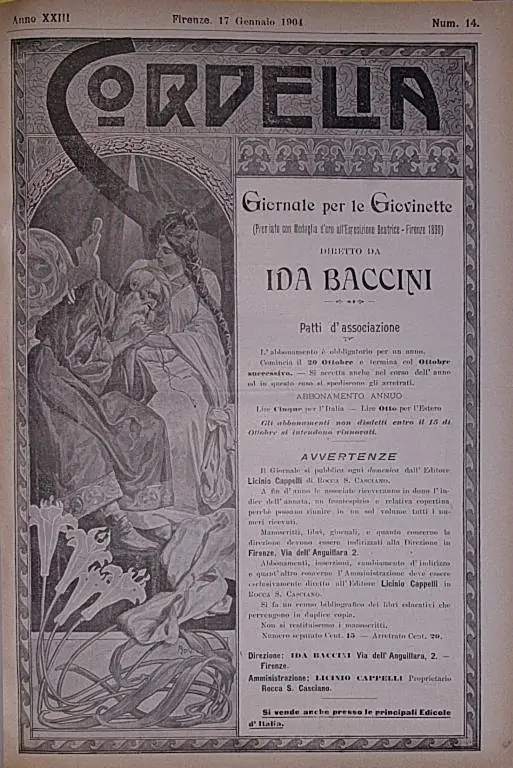 Anno XXIII
Firenze. 17 Gennaio 1904
Num. 14.
CORDELIA
Giornale per le Giovinette
(Premiato con Medaglia d'oro all'Esposizione Beatrice - Firenze 1890)
DIRETTO DA
IDA BACCINI
Patti d'associazione
L'abbonamento è obbligatorio per un anno.
Comincia il 20 Ottobre e termina col Ottobre
successivo. — Si accetta anche nel corso dell'anno
ed in questo caso si spediscono gli arretrati.
ABBONAMENTO ANNUO
Lire Cinque per l'Italia — Lire Otto per l'Estero
Gli abbonamenti non disdetti entro il 15 di
Ottobre si intendono rinnovati.
AVVERTENZE
Il Giornale si pubblica ogni domenica dall'Editore
Licinio Cappelli di ROCCA S. CASCIANO.
A fin d'anno le associate riceveranno in dono l'in-
dice dell'annata, un frontespizio e relativa copertina
perchè possano riunire in un sol volume tutti i nu-
meri ricevuti.
Manoscritti, libri, giornali, e quanto concerne la
direzione devono essere indirizzati alla Direzione in
Firenze, Via dell'Anguillara 2.
Abbonamenti, inserzioni, cambiamento d'indirizzo
e quant'altro concerne l'Amministrazione deve essere
esclusivamente diretto all'Editore Licinio Cappelli in
ROCCA S. CASCIANO.
Si fa un cenno bibliografico dei libri educativi che
pervengono in duplice copia.
Non si restituiscono i manoscritti.
Numero separato Cent. 15 — Arretrato Cent. 20.
Direzione: IDA BACCINI Via dell'Anguillara, 2. —
Firenze.
Amministrazione: LICINIO CAPPELLI Proprietario
Rocca S. Casciano.
Si vende anche presso le principali Edicole
d'Italia.